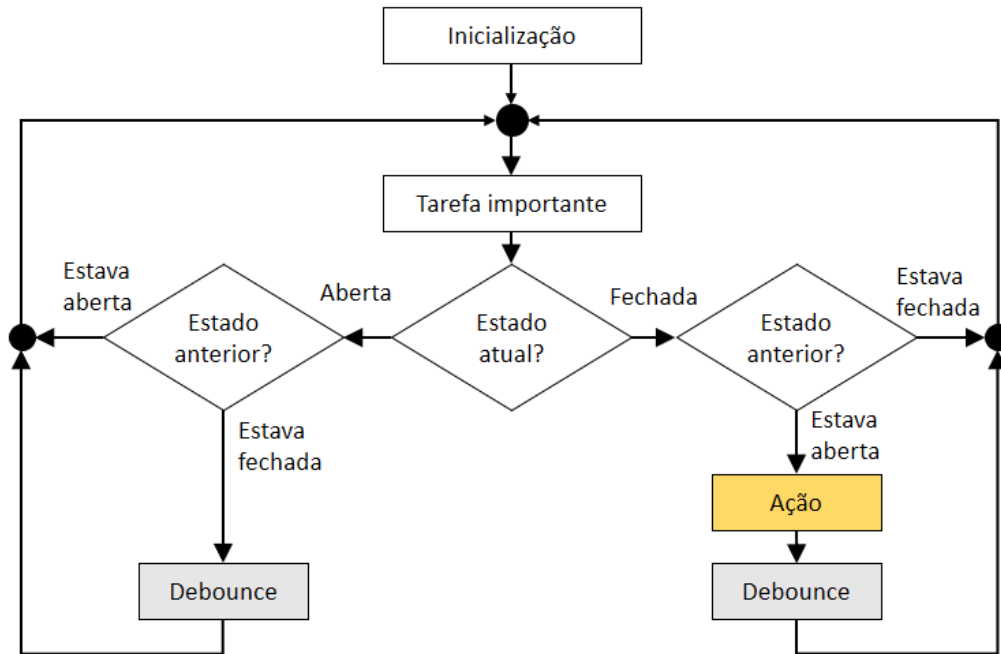 Inicialização
Tarefa importante
Estava
aberta
Aberta
Fechada
Estava
fechada
Estado
anterior?
Estado
atual?
Estado
anterior?
Estava
fechada
Estava
aberta
Ação
Debounce
Debounce